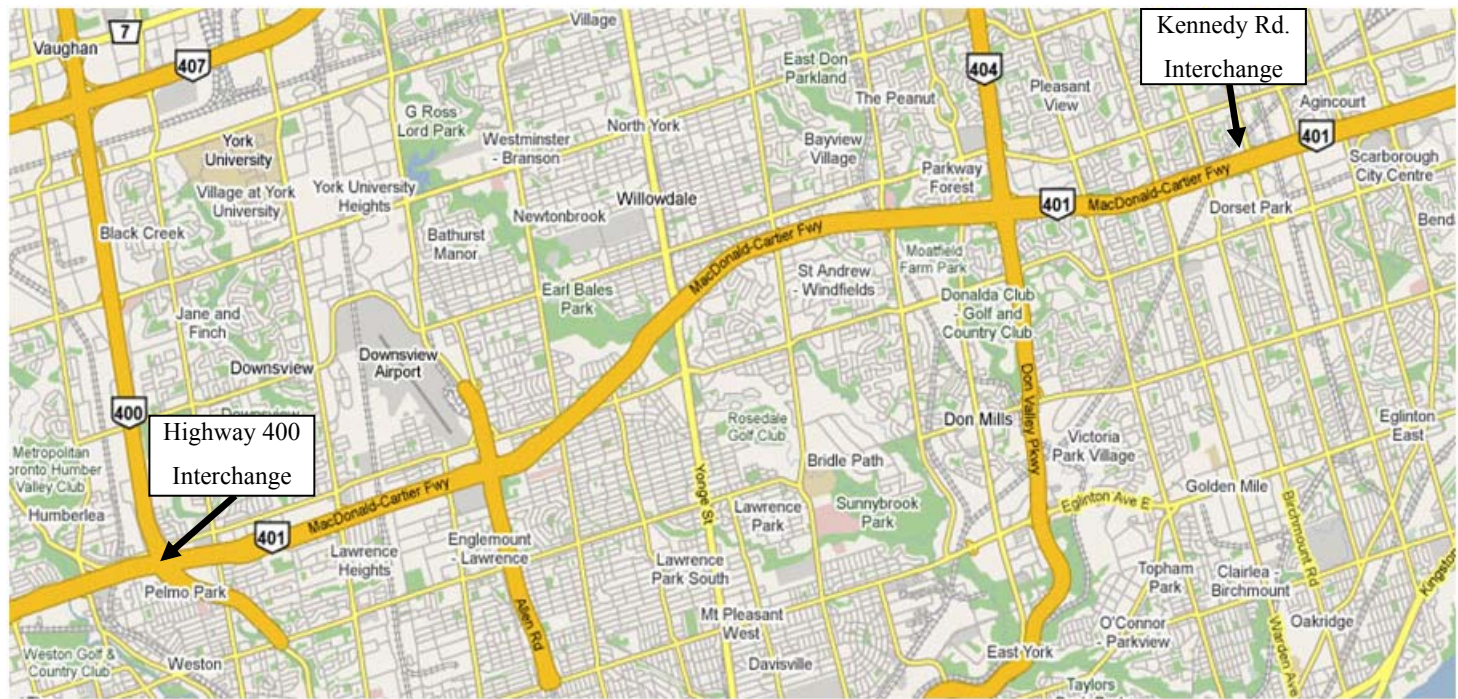 Village
Kennedy Rd.
Interchange
7
Vaughan
407
East Don
Parkland
404
Pleasant
View
The Peanut
Agincourt
G Ross
Lord Park
North York
401
York
University
Westminster
- Branson
Bayview
Village
Scarborough
City Centre
Parkway
Forest
Village at York
University
York University
Heights
Willowdale
401
MacDonald-Cartier Fwy
Dorset Park
Newtonbrook
Bend
Black Creek
Bathurst
Manor
MacDonald-Cartier Fwy
Moatfield
Farm Park
St Andrew
- Windfields
Earl Bales
Park
Donalda Club
- Golf and
Country Club
Jane and
Finch
Downsview
Downsview
Airport
Don Valley Pkwy
400
Downsview
Highway 400
Interchange
Rosedale
Golf Club
Don Mills
Eglinton
East
Metropolitan
oronto Humber
Valley Club
Victoria
Park Village
Bridle Path
Yonge St
Golden Mile
Humberlea
MacDonald-Cartier Fwy
401
Lawrence
Park
Sunnybrook
Park
Eglinton Ave E
Birchmount Rd
Lawrence
Heights
Englemount
- Lawrence
Lawrence
Park South
Topham
Park
Clairlea -
Birchmount
Kingston
Pelmo Park
Allen Rd
Mt Pleasant
West
O'Connor
- Parkview
Oakridge
Weston Golf &
Country Club
Weston
Davisville
East York
Warden Av
Taylors